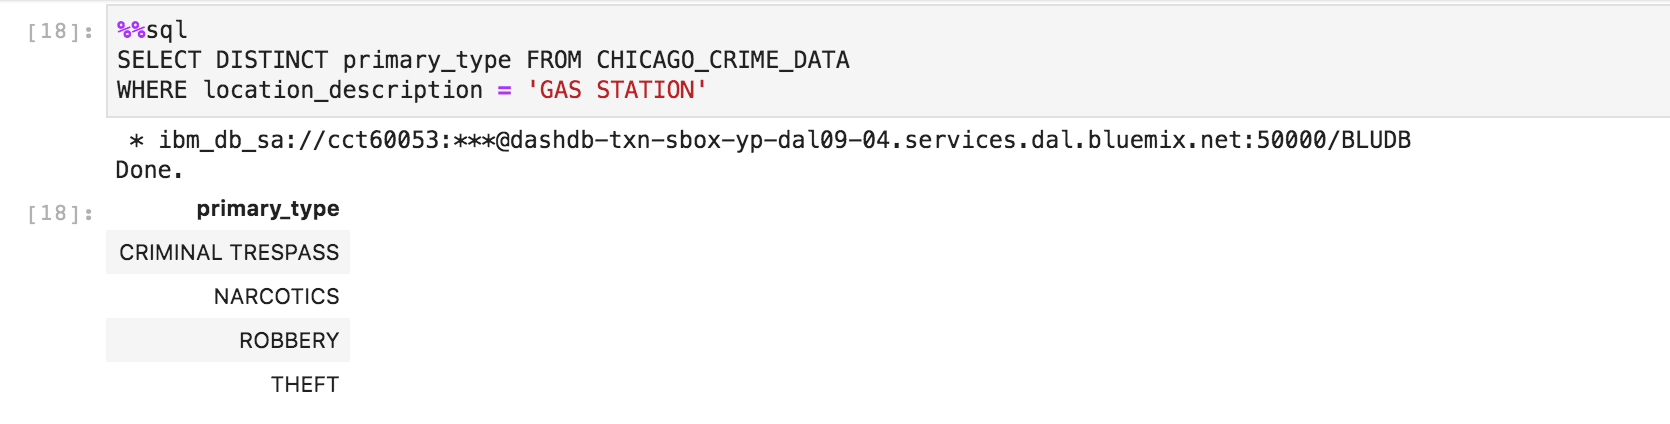 [18]: %%sql
SELECT DISTINCT primary_type FROM CHICAGO_CRIME_DATA
WHERE location_description = 'GAS STATION'
* ibm_db_sa://cct60053:***@dashdb-txn-sbox-yp-dal09-04.services.dal.bluemix.net:50000/BLUDB
Done.
[18]: primary_type
CRIMINAL TRESPASS
NARCOTICS
ROBBERY
THEFT